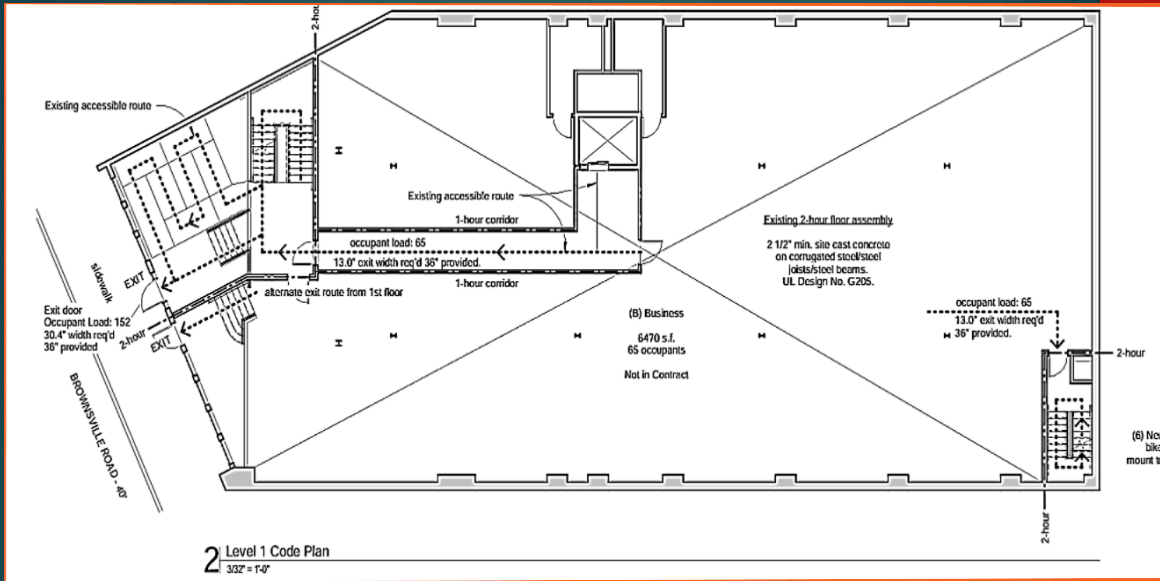 2-hour
Existing accessible route
Existing accessible route
1-hour corridor
occupant load: 65
13.0" exit width req'd 36" provided.
1-hour corridor
alternate exit route from 1st floor
Existing 2-hour floor assembly
2 1/2" min. site cast concrete
on corrugated steel/steel
joists/steel beams.
UL Design No. G205.
(B) Business
6470 s.f.
65 occupants
Not in Contract
occupant load: 65
13.0" exit width req'd
36" provided.
2-hour
2-hour
sidewalk
EXIT
Exit door
Occupant Load: 152
30.4" width req'd
36" provided
2-hour
EXIT
BROWNSVILLE ROAD - 40'
(6) Ne
bik
mount t
2 Level 1 Code Plan
3/32" = 1'-0"